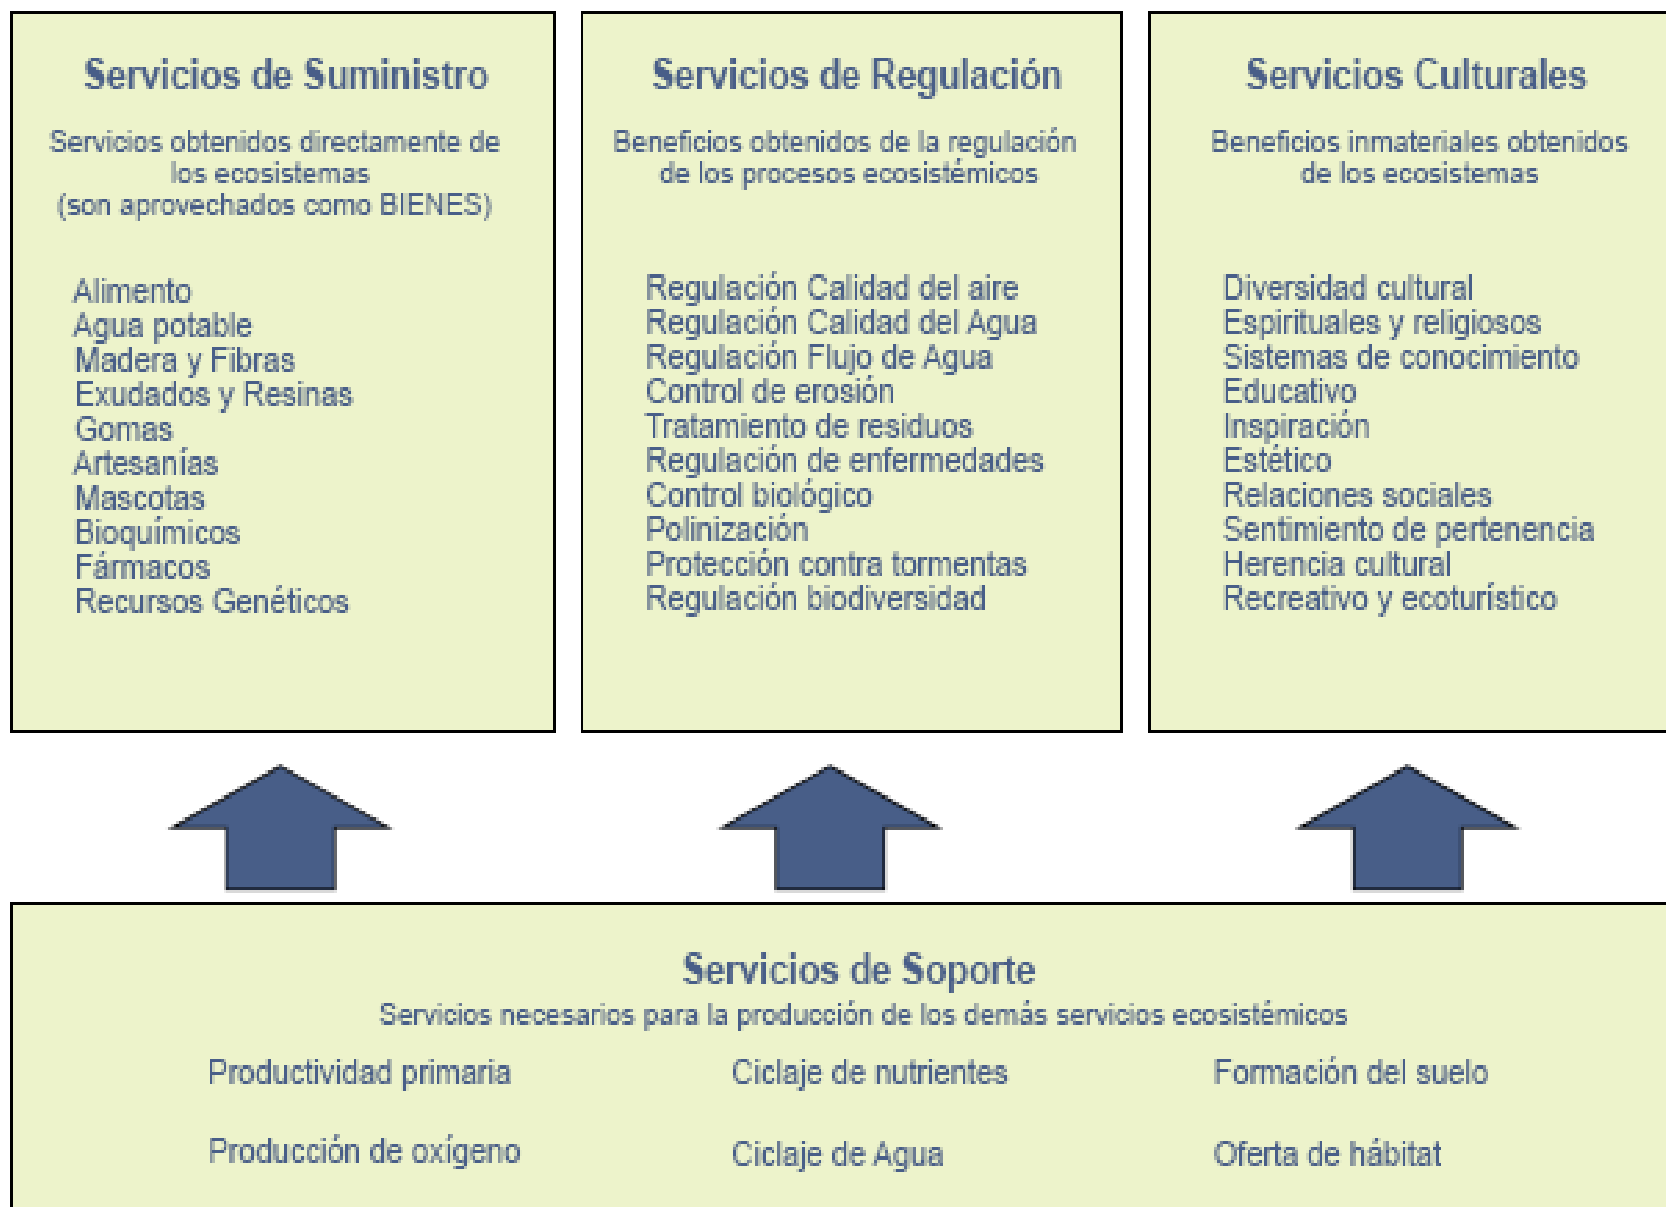 Servicios de Suministro
Servicios obtenidos directamente de
los ecosistemas
(son aprovechados como BIENES)
Alimento
Agua potable
Madera y Fibras
Exudados y Resinas
Gomas
Artesanías
Mascotas
Bioquímicos
Fármacos
Recursos Genéticos
Servicios de Regulación
Beneficios obtenidos de la regulación
de los procesos ecosistémicos
Regulación Calidad del aire
Regulación Calidad del Agua
Regulación Flujo de Agua
Control de erosión
Tratamiento de residuos
Regulación de enfermedades
Control biológico
Polinización
Protección contra tormentas
Regulación biodiversidad
Servicios Culturales
Beneficios inmateriales obtenidos
de los ecosistemas
Diversidad cultural
Espirituales y religiosos
Sistemas de conocimiento
Educativo
Inspiración
Estético
Relaciones sociales
Sentimiento de pertenencia
Herencia cultural
Recreativo y ecoturístico
Servicios de Soporte
Servicios necesarios para la producción de los demás servicios ecosistémicos
Productividad primaria
Ciclaje de nutrientes
Formación del suelo
Producción de oxígeno
Ciclaje de Agua
Oferta de hábitat